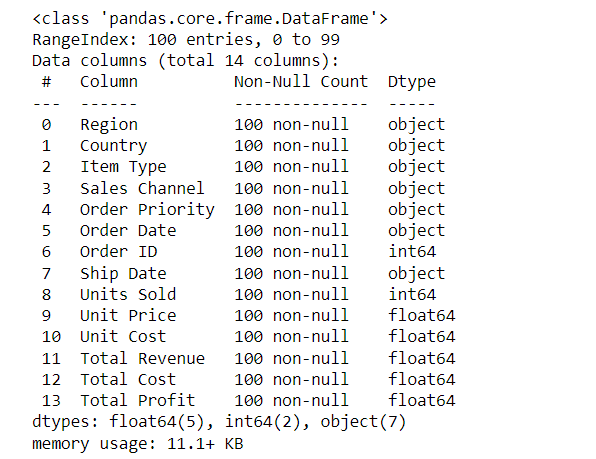 <class 'pandas.core.frame.DataFrame'>
RangeIndex: 100 entries, 0 to 99
Data columns (total 14 columns):
 #   Column          Non-Null Count  Dtype
---  ------          --------------  -----
 0   Region          100 non-null    object
 1   Country         100 non-null    object
 2   Item Type       100 non-null    object
 3   Sales Channel   100 non-null    object
 4   Order Priority  100 non-null    object
 5   Order Date      100 non-null    object
 6   Order ID        100 non-null    int64
 7   Ship Date       100 non-null    object
 8   Units Sold      100 non-null    int64
 9   Unit Price      100 non-null    float64
 10  Unit Cost       100 non-null    float64
 11  Total Revenue   100 non-null    float64
 12  Total Cost      100 non-null    float64
 13  Total Profit    100 non-null    float64
dtypes: float64(5), int64(2), object(7)
memory usage: 11.1+ KB